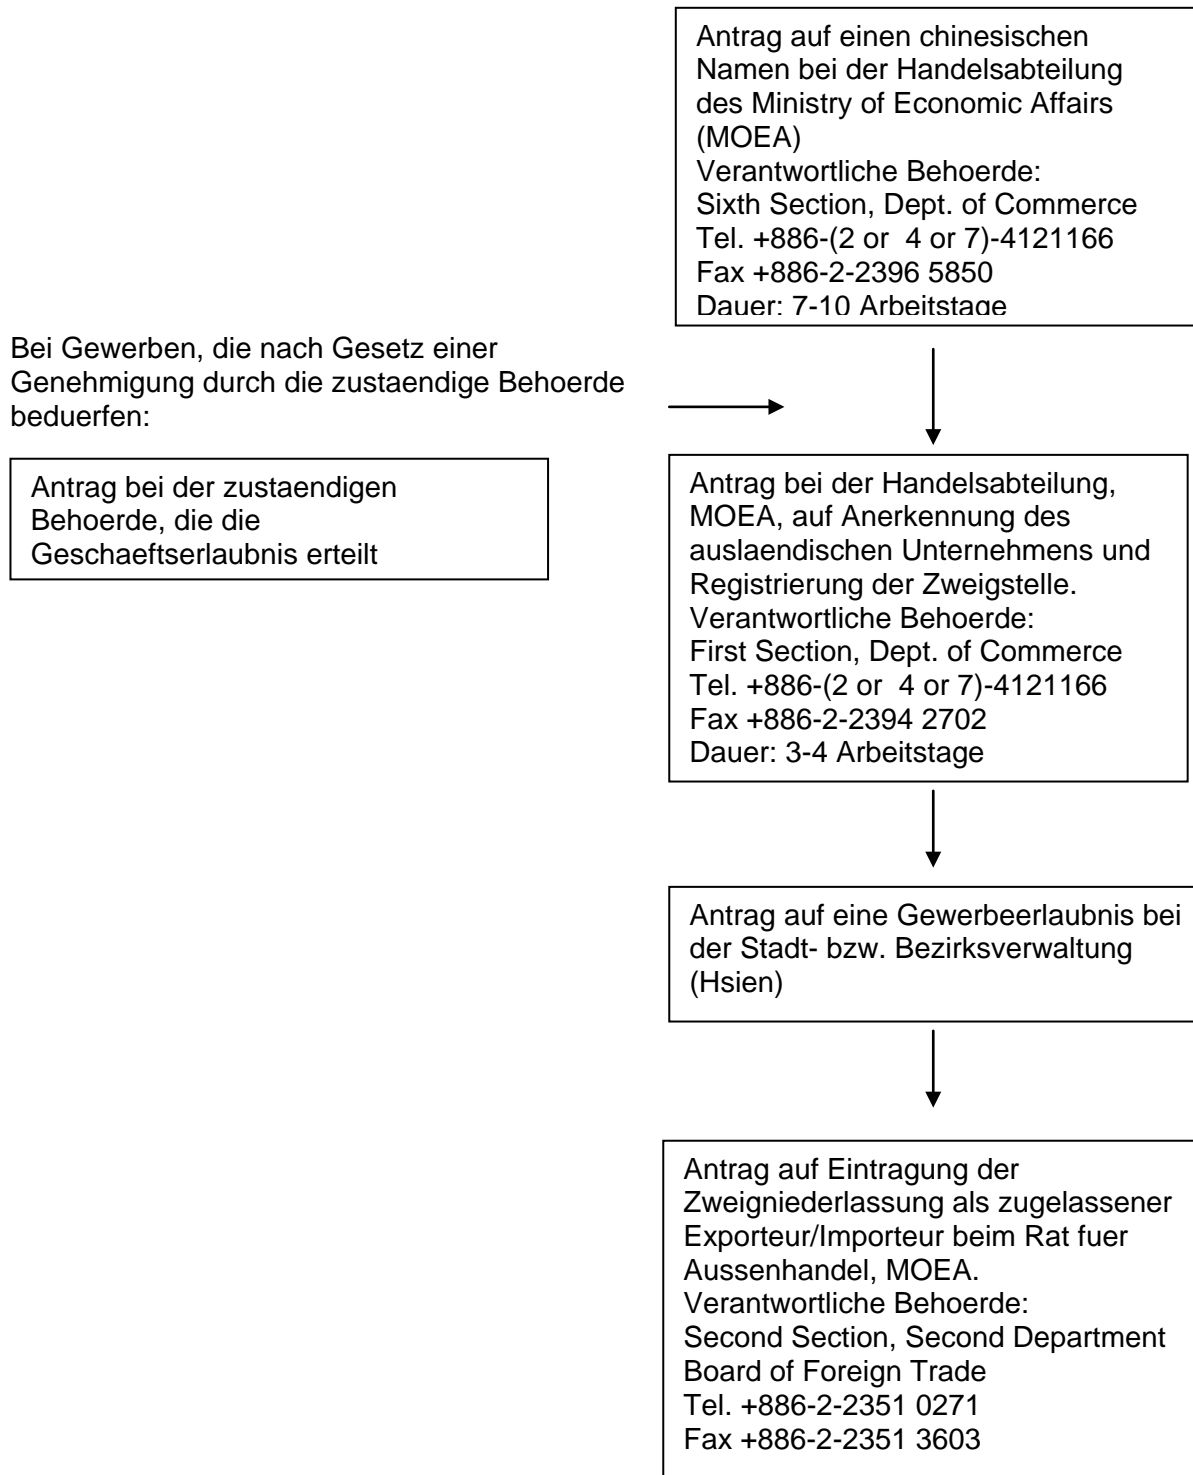 Antrag auf einen chinesischen
Namen bei der Handelsabteilung
des Ministry of Economic Affairs
(MOEA)
Verantwortliche Behoerde:
Sixth Section, Dept. of Commerce
Tel. +886-(2 or  4 or 7)-4121166
Fax +886-2-2396 5850
Dauer: 7-10 Arbeitstage
Bei Gewerben, die nach Gesetz einer
Genehmigung durch die zustaendige Behoerde
beduerfen:
Antrag bei der zustaendigen
Behoerde, die die
Geschaeftserlaubnis erteilt
Antrag bei der Handelsabteilung,
MOEA, auf Anerkennung des
auslaendischen Unternehmens und
Registrierung der Zweigstelle.
Verantwortliche Behoerde:
First Section, Dept. of Commerce
Tel. +886-(2 or  4 or 7)-4121166
Fax +886-2-2394 2702
Dauer: 3-4 Arbeitstage
Antrag auf eine Gewerbeerlaubnis bei
der Stadt- bzw. Bezirksverwaltung
(Hsien)
Antrag auf Eintragung der
Zweigniederlassung als zugelassener
Exporteur/Importeur beim Rat fuer
Aussenhandel, MOEA.
Verantwortliche Behoerde:
Second Section, Second Department
Board of Foreign Trade
Tel. +886-2-2351 0271
Fax +886-2-2351 3603